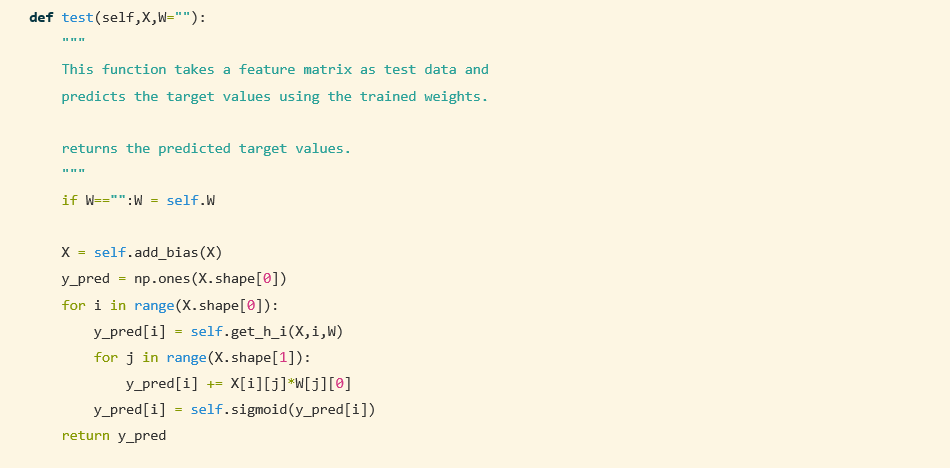 def test(self,X,W=""):
    """
    This function takes a feature matrix as test data and
    predicts the target values using the trained weights.

    returns the predicted target values.
    """
    if W=="":W = self.W

    X = self.add_bias(X)
    y_pred = np.ones(X.shape[0])
    for i in range(X.shape[0]):
        y_pred[i] = self.get_h_i(X,i,W)
        for j in range(X.shape[1]):
            y_pred[i] += X[i][j]*W[j][0]
        y_pred[i] = self.sigmoid(y_pred[i])
    return y_pred